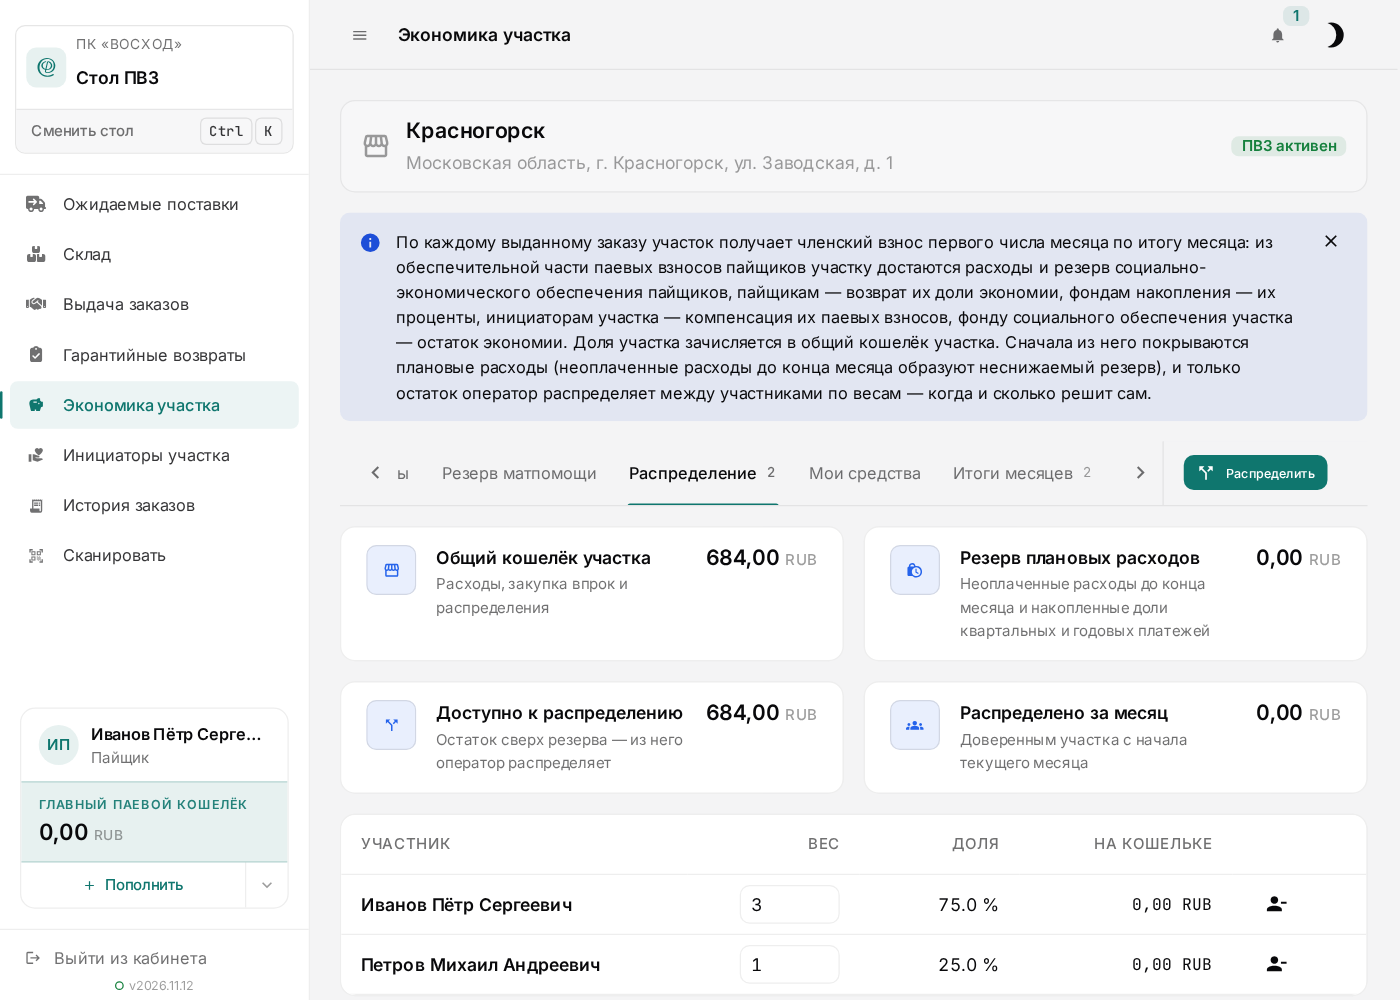 ПК «ВОСХОД»
Стол ПВЗ
Сменить стол
Ctrl K
Ожидаемые поставки
Склад
Выдача заказов
Гарантийные возвраты
Экономика участка
Инициаторы участка
История заказов
Сканировать
ИП
Иванов Пётр Серге...
Пайщик
ГЛАВНЫЙ ПАЕВОЙ КОШЕЛЁК
0,00 RUB
+ Пополнить
Выйти из кабинета
v2026.11.12
Экономика участка
1
Красногорск
Московская область, г. Красногорск, ул. Заводская, д. 1
ПВЗ активен
По каждому выданному заказу участок получает членский взнос первого числа месяца по итогу месяца: из
обеспечительной части паевых взносов пайщиков участку достаются расходы и резерв социально-
экономического обеспечения пайщиков, пайщикам — возврат их доли экономии, фондам накопления — их
проценты, инициаторам участка — компенсация их паевых взносов, фонду социального обеспечения участка
— остаток экономии. Доля участка зачисляется в общий кошелёк участка. Сначала из него покрываются
плановые расходы (неоплаченные расходы до конца месяца образуют неснижаемый резерв), и только
остаток оператор распределяет между участниками по весам — когда и сколько решит сам.
ы Резерв матпомощи Распределение 2 Мои средства Итоги месяцев 2
Распределить
Общий кошелёк участка 684,00 RUB
Расходы, закупка впрок и
распределения
Резерв плановых расходов 0,00 RUB
Неоплаченные расходы до конца
месяца и накопленные доли
квартальных и годовых платежей
Доступно к распределению 684,00 RUB
Остаток сверх резерва — из него
оператор распределяет
Распределено за месяц 0,00 RUB
Доверенным участка с начала
текущего месяца
УЧАСТНИК ВЕС ДОЛЯ НА КОШЕЛЬКЕ
Иванов Пётр Сергеевич 3 75.0 % 0,00 RUB
Петров Михаил Андреевич 1 25.0 % 0,00 RUB